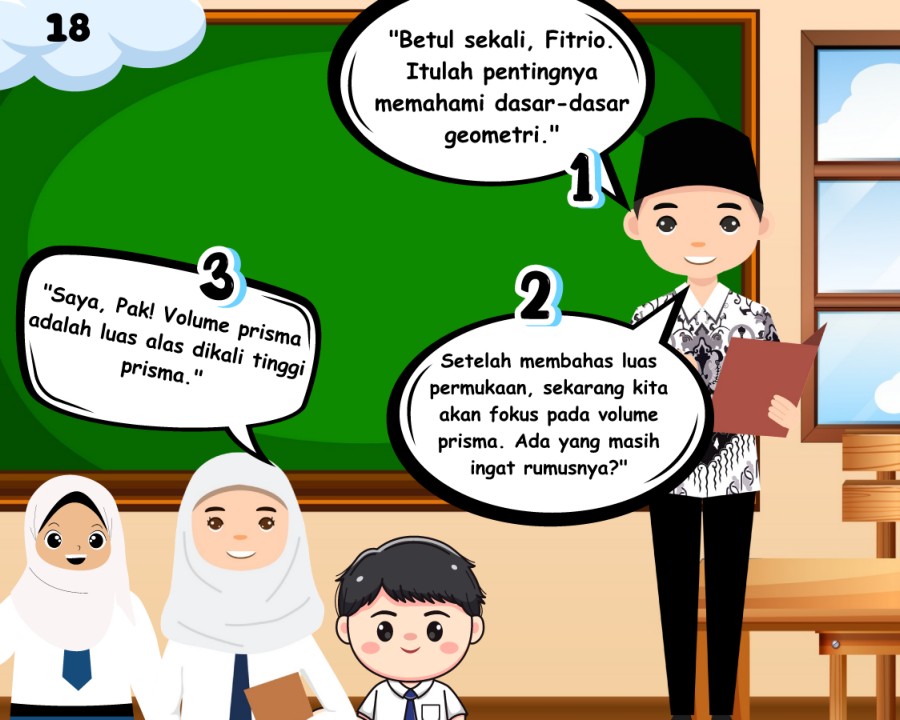 18
"Betul sekali, Fitrio.
Itulah pentingnya
memahami dasar-dasar
geometri."
1
2
Setelah membahas luas
permukaan, sekarang kita
akan fokus pada volume
prisma. Ada yang masih
ingat rumusnya?"
3
"Saya, Pak! Volume prisma
adalah luas alas dikali tinggi
prisma."